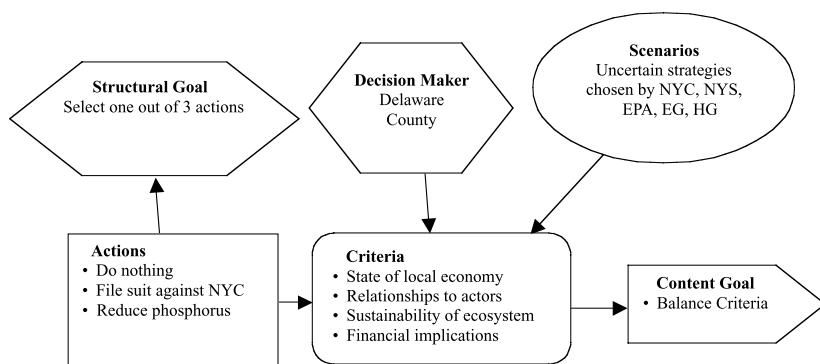 Structural Goal
Select one out of 3 actions
Decision Maker
Delaware
County
Scenarios
Uncertain strategies
chosen by NYC, NYS,
EPA, EG, HG
Actions
• Do nothing
• File suit against NYC
• Reduce phosphorus
Criteria
• State of local economy
• Relationships to actors
• Sustainability of ecosystem
• Financial implications
Content Goal
• Balance Criteria